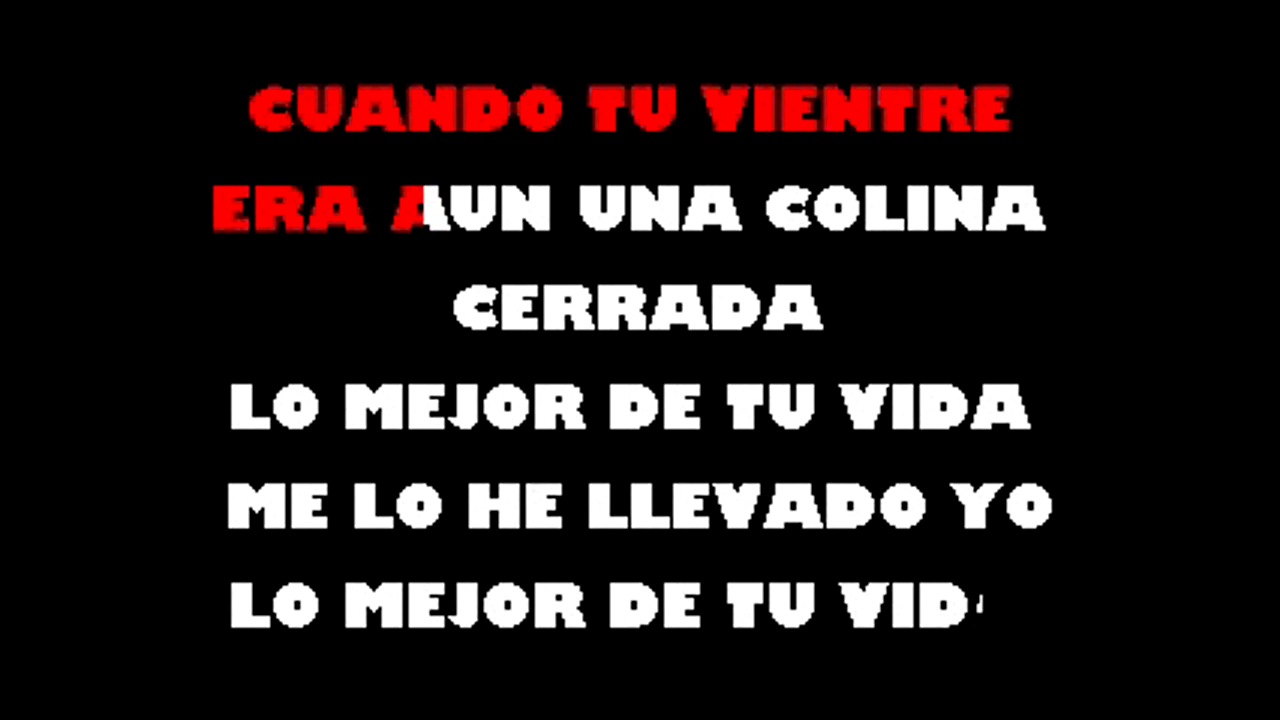 CUANDO TU VIENTRE
ERA AUN UNA COLINA
CERRADA
LO MEJOR DE TU VIDA
ME LO HE LLEVADO YO
LO MEJOR DE TU VID